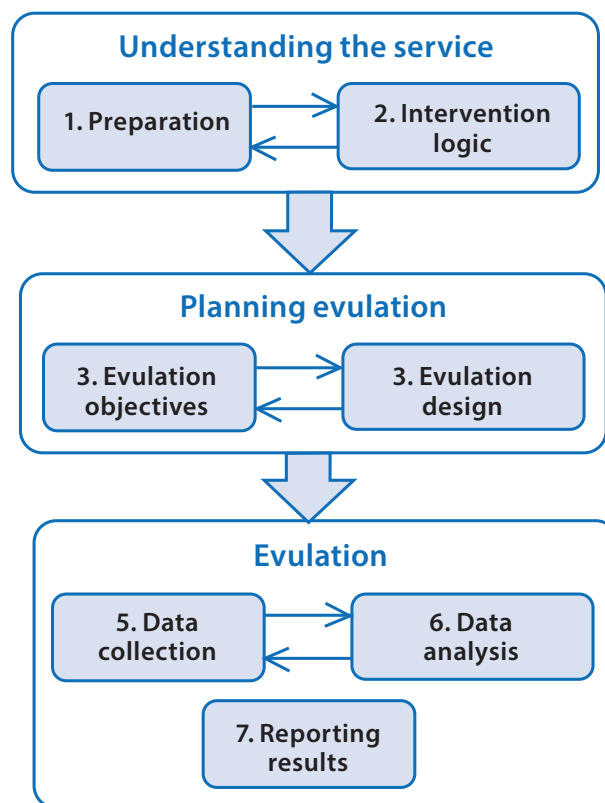 Understanding the service
1. Preparation
2. Intervention
logic
Planning evulation
3. Evulation
objectives
3. Evulation
design
Evulation
5. Data
collection
6. Data
analysis
7. Reporting
results